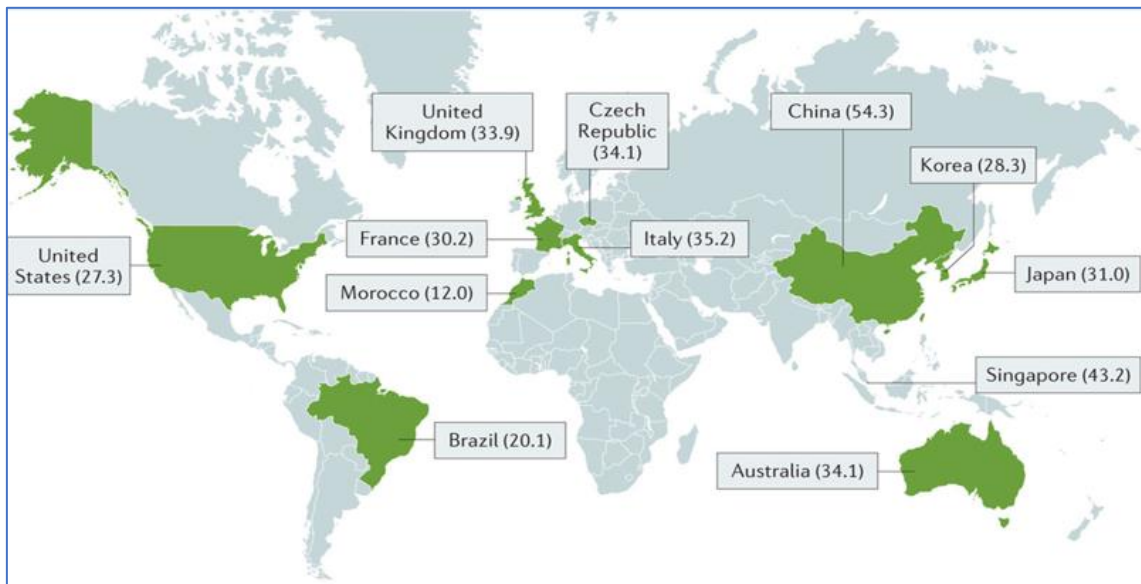 United
Kingdom (33.9)
Czech
Republic
(34.1)
China (54.3)
Korea (28.3)
United
States (27.3)
France (30.2)
Italy (35.2)
Japan (31.0)
Morocco (12.0)
Singapore (43.2)
Brazil (20.1)
Australia (34.1)